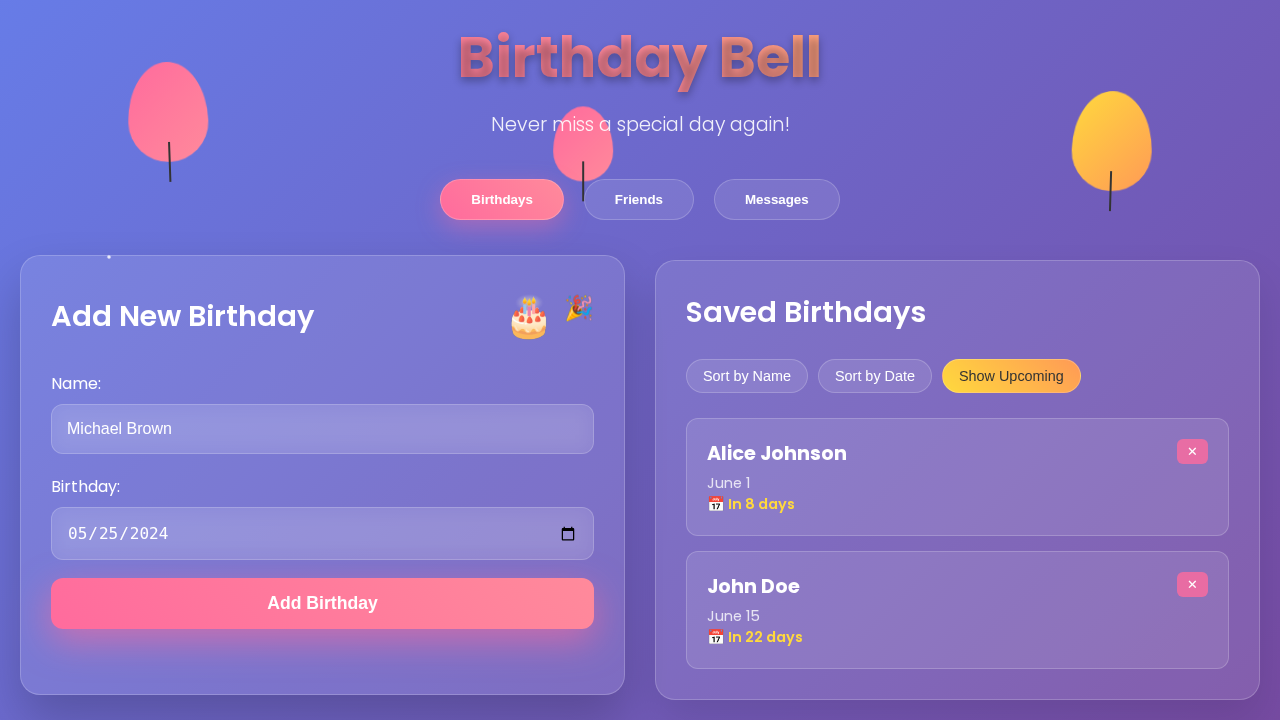 Birthday Bell
Never miss a special day again!
Birthdays Friends Messages
Add New Birthday
Name:
Michael Brown
Birthday:
05/25/2024
Add Birthday
Saved Birthdays
Sort by Name Sort by Date Show Upcoming
Alice Johnson
June 1
📅 In 8 days
John Doe
June 15
📅 In 22 days